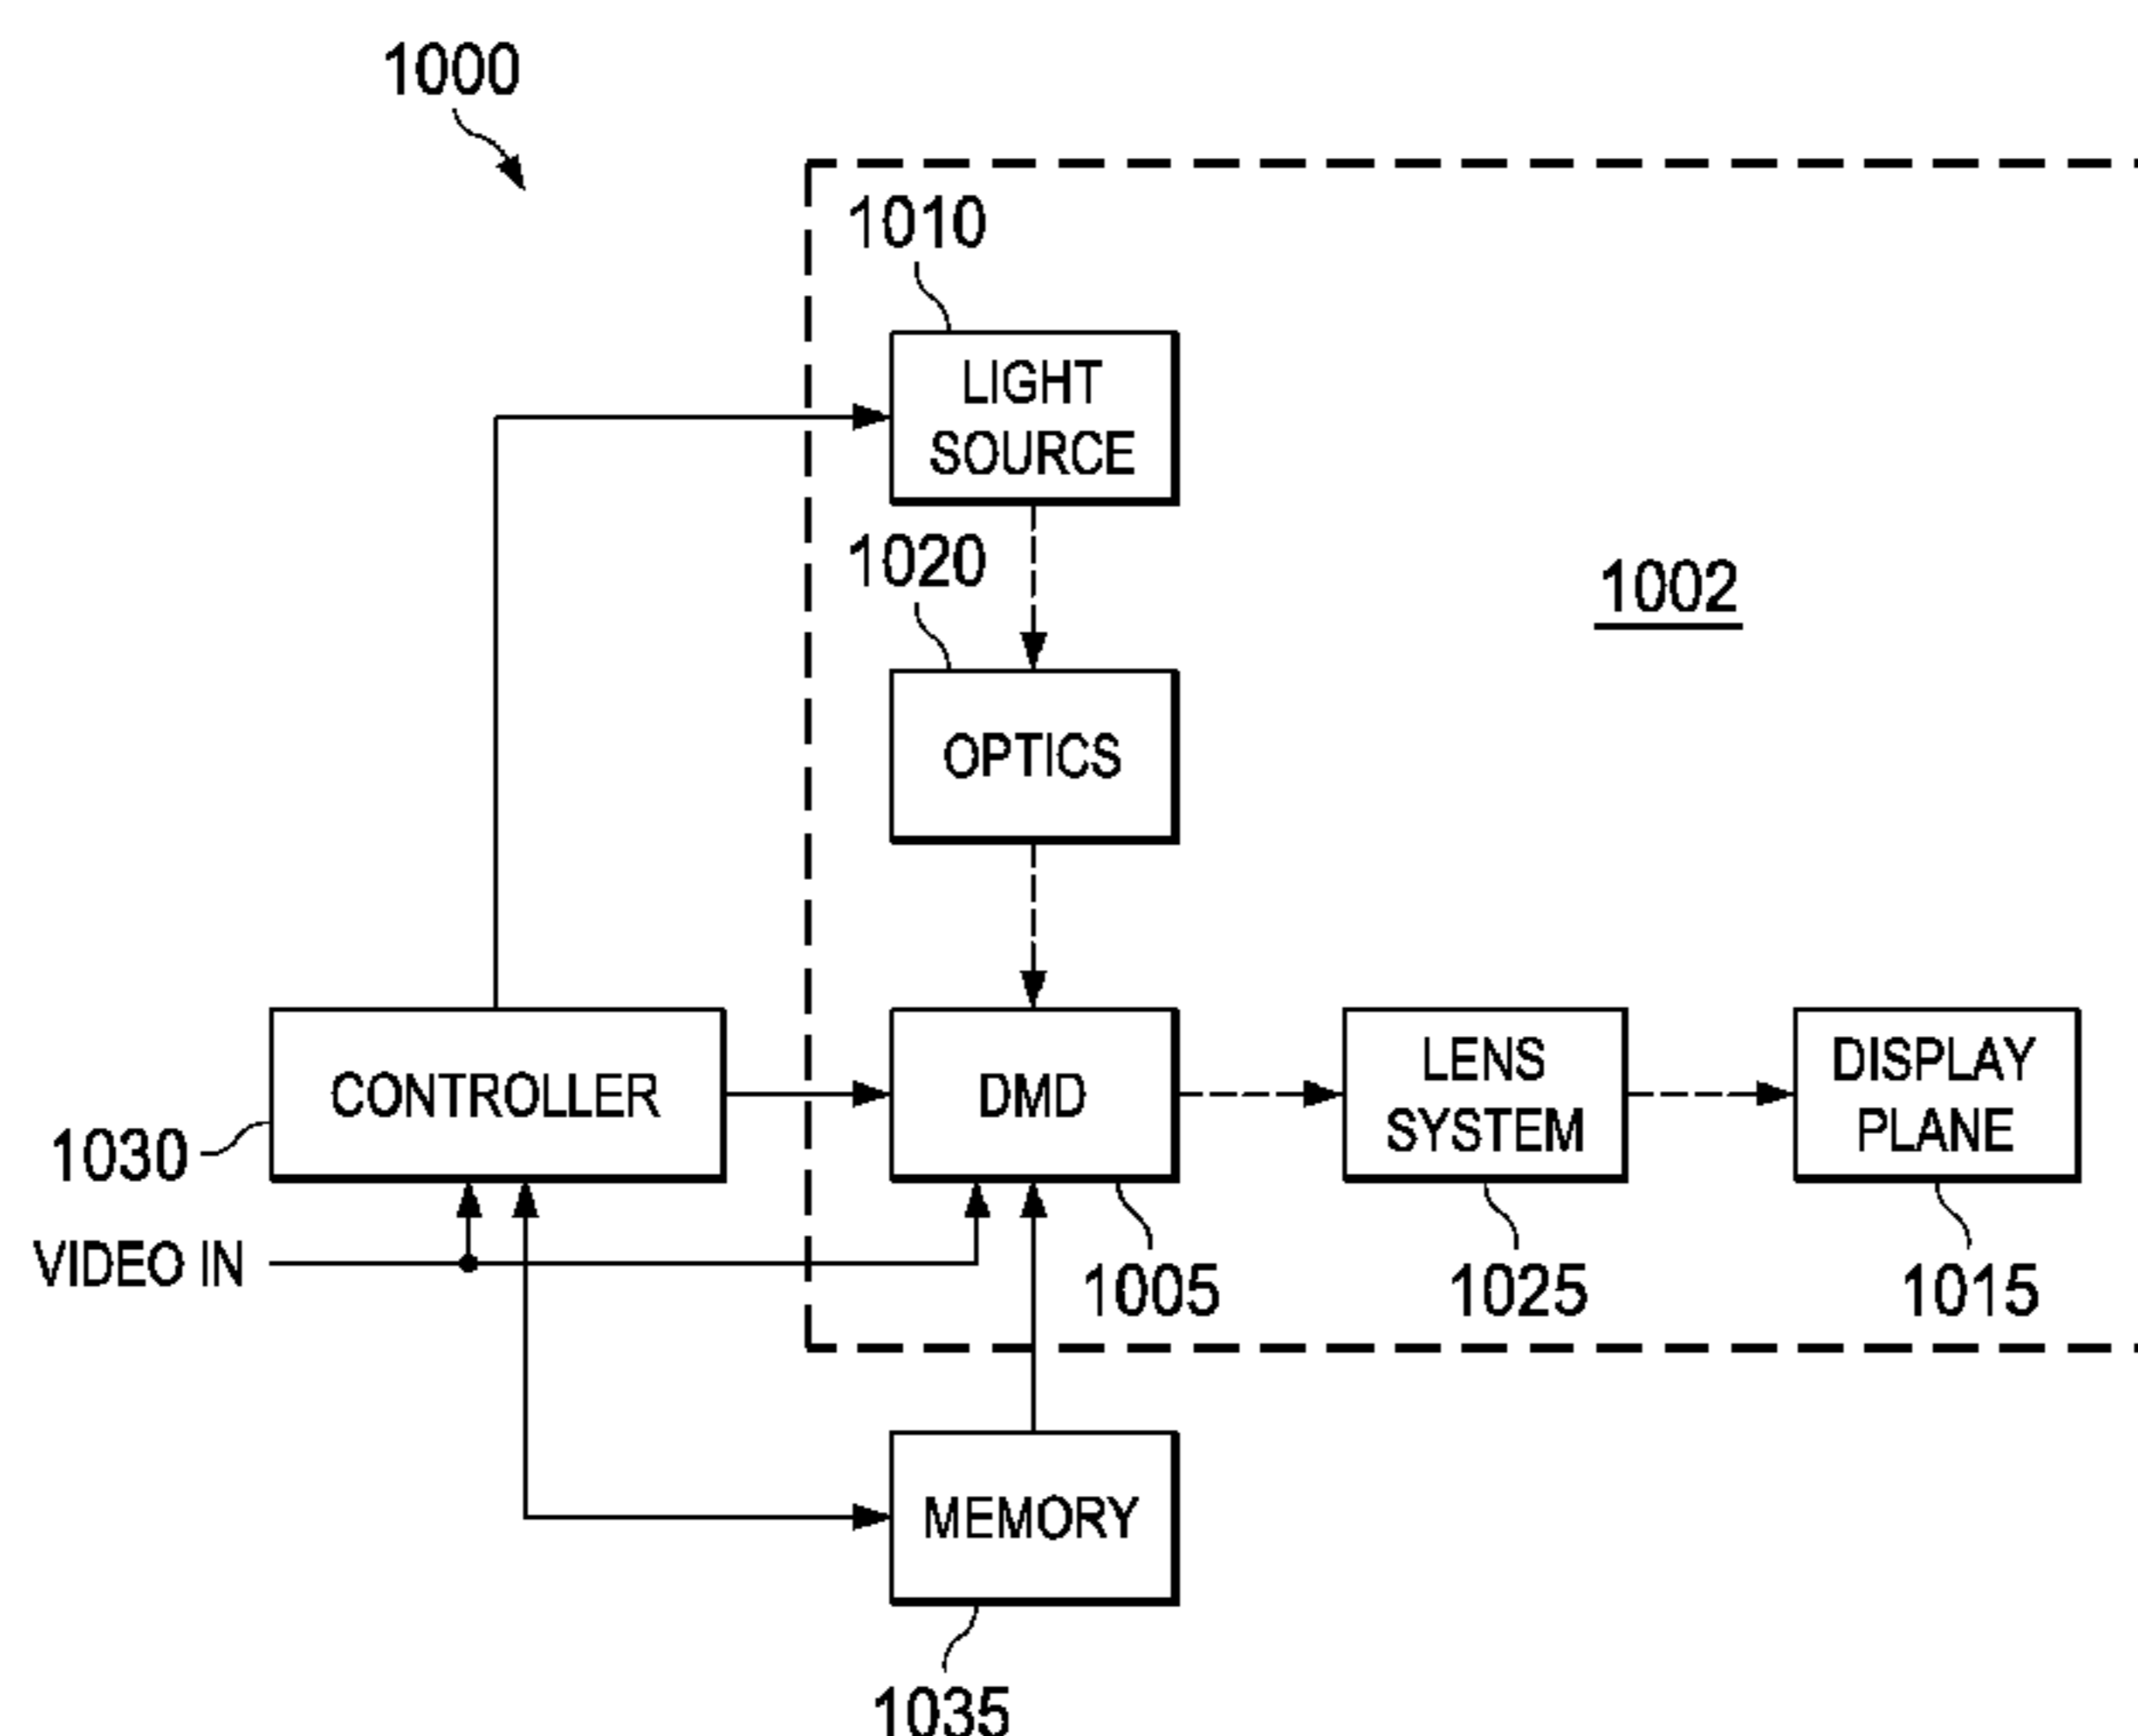 1000
1010
LIGHT
SOURCE
1020
1002
OPTICS
CONTROLLER
DMD
LENS
SYSTEM
DISPLAY
PLANE
1030
VIDEO IN
1005
1025
1015
MEMORY
1035